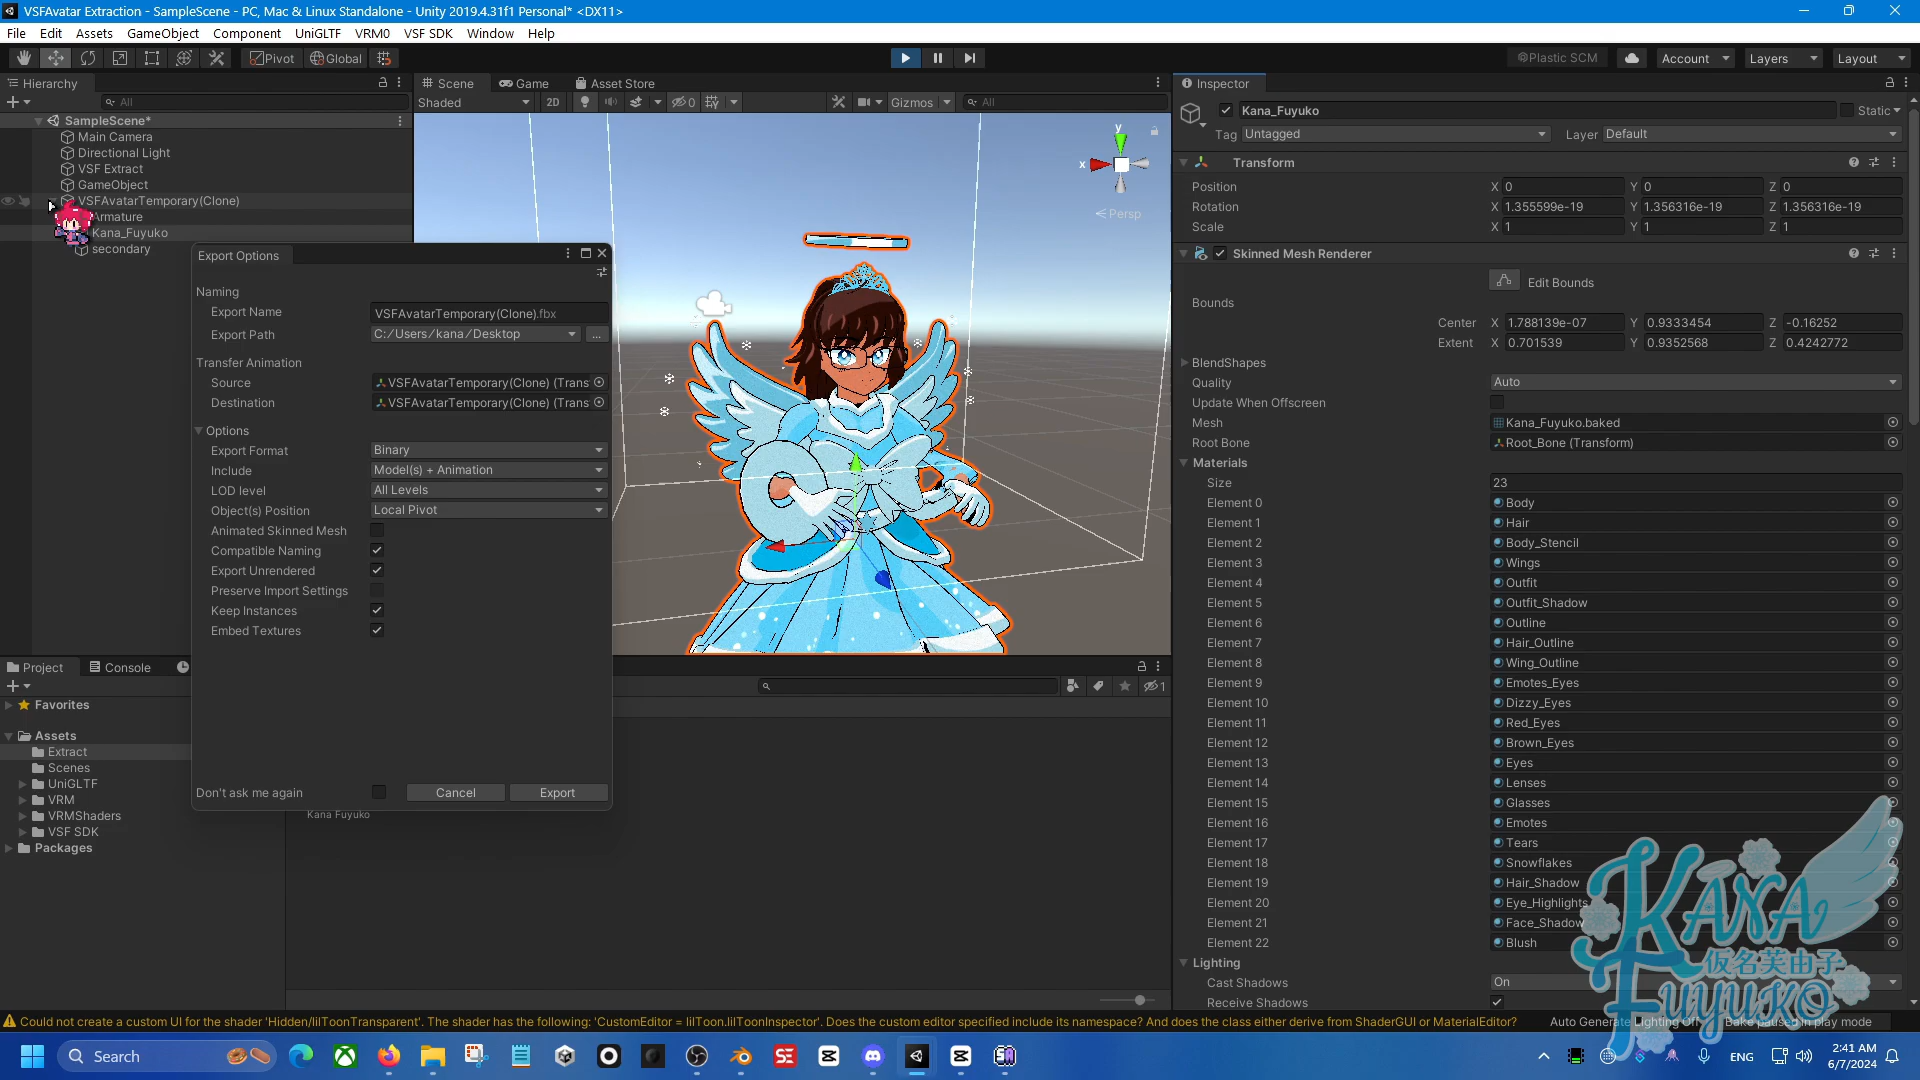 VSFAvatar Extraction - SampleScene - PC, Mac & Linux Standalone - Unity 2019.4.31f1 Personal* <DX11>
File Edit Assets GameObject Component UniGLTF VRM0 VSF SDK Window Help
Pivot Global Plastic SCM Account Layers Layout
Hierarchy
All
SampleScene*
Main Camera
Directional Light
VSF Extract
GameObject
VSFAvatarTemporary(Clone)
Armature
Kana_Fuyuko
secondary
Scene Game Asset Store
Shaded 2D 0 Gizmos All
y
x
Persp
Export Options
Naming
Export Name VSFAvatarTemporary(Clone).fbx
Export Path C:/Users/kana/Desktop ...
Transfer Animation
Source VSFAvatarTemporary(Clone) (Trans
Destination VSFAvatarTemporary(Clone) (Trans
Options
Export Format Binary
Include Model(s) + Animation
LOD level All Levels
Object(s) Position Local Pivot
Animated Skinned Mesh
Compatible Naming
Export Unrendered
Preserve Import Settings
Keep Instances
Embed Textures
Don't ask me again Cancel Export
Project Console
1
Favorites
Assets
Extract
Scenes
UniGLTF
VRM
VRMShaders
VSF SDK
Packages
Kana Fuyuko
Inspector
Kana_Fuyuko Static
Tag Untagged Layer Default
Transform
Position X 0 Y 0 Z 0
Rotation X 1.355599e-19 Y 1.356316e-19 Z 1.356316e-19
Scale X 1 Y 1 Z 1
Skinned Mesh Renderer
Edit Bounds
Bounds
Center X 1.788139e-07 Y 0.9333454 Z -0.16252
Extent X 0.701539 Y 0.9352568 Z 0.4242772
BlendShapes
Quality Auto
Update When Offscreen
Mesh Kana_Fuyuko.baked
Root Bone Root_Bone (Transform)
Materials
Size 23
Element 0 Body
Element 1 Hair
Element 2 Body_Stencil
Element 3 Wings
Element 4 Outfit
Element 5 Outfit_Shadow
Element 6 Outline
Element 7 Hair_Outline
Element 8 Wing_Outline
Element 9 Emotes_Eyes
Element 10 Dizzy_Eyes
Element 11 Red_Eyes
Element 12 Brown_Eyes
Element 13 Eyes
Element 14 Lenses
Element 15 Glasses
Element 16 Emotes
Element 17 Tears
Element 18 Snowflakes
Element 19 Hair_Shadow
Element 20 Eye_Highlights
Element 21 Face_Shadow
Element 22 Blush
Lighting
Cast Shadows On
Receive Shadows
KANA
仮名芙由子
FUYUKO
Could not create a custom UI for the shader 'Hidden/lilToonTransparent'. The shader has the following: 'CustomEditor = lilToon.lilToonInspector'. Does the custom editor specified include its namespace? And does the class either derive from ShaderGUI or MaterialEditor?
Auto Generate Lighting Off Bake paused in play mode
Search SE ENG 2:41 AM
6/7/2024